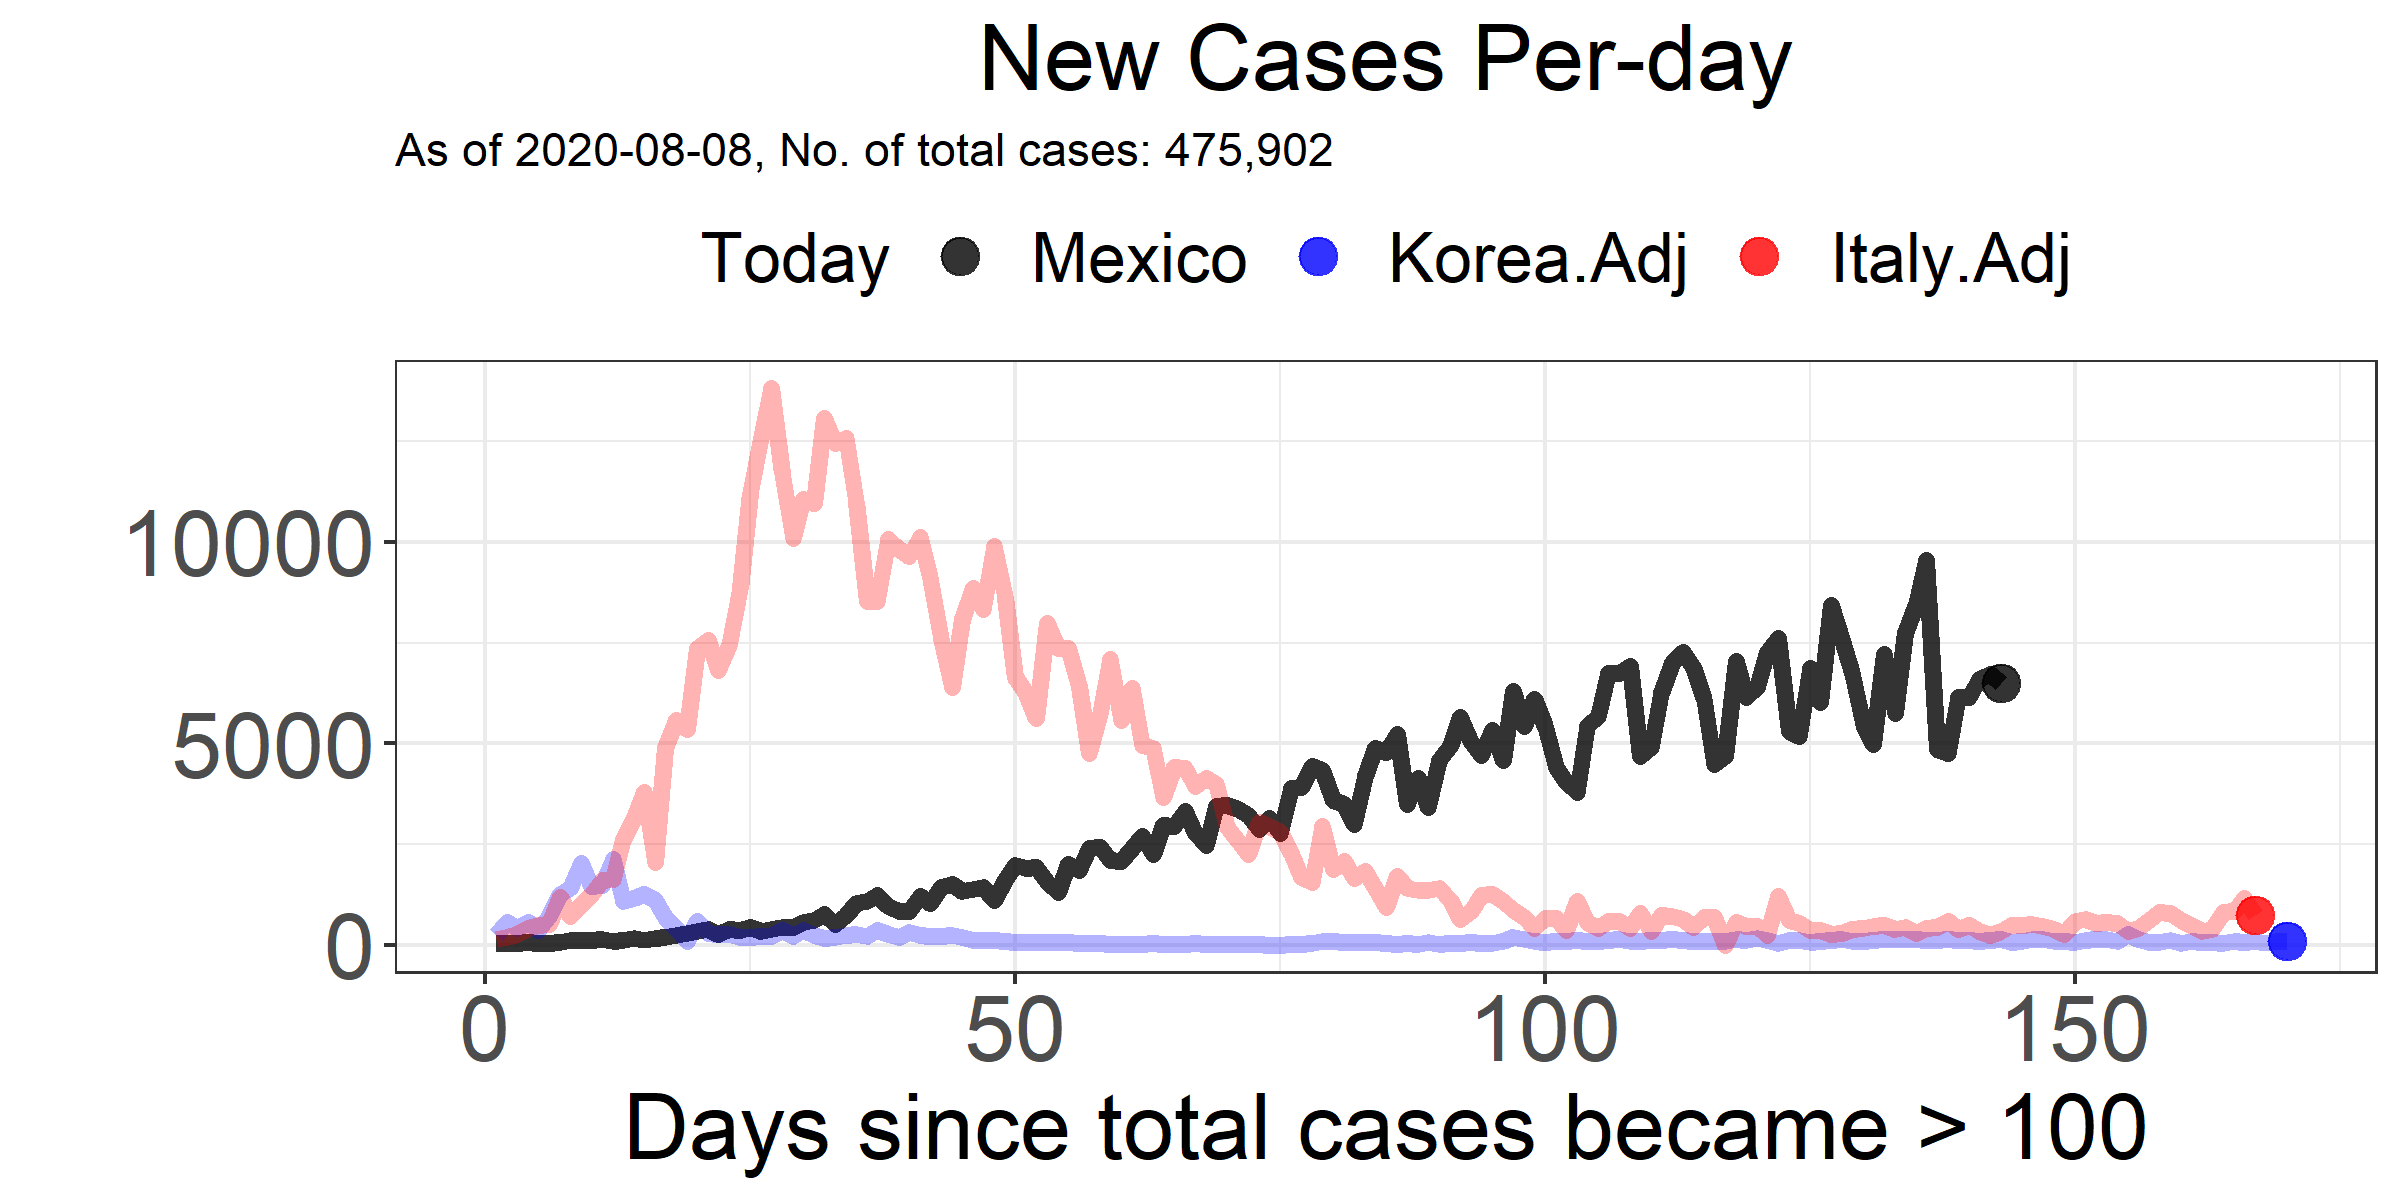 New Cases Per-day
As of 2020-08-08, No. of total cases: 475,902
Today Mexico Korea.Adj Italy.Adj
10000
5000
0
0 50 100 150
Days since total cases became > 100